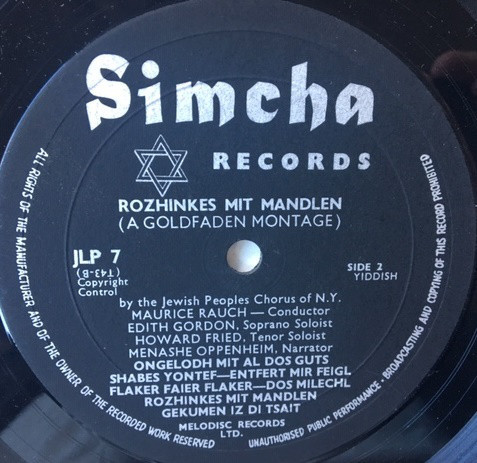 Simcha
RECORDS
ROZHINKES MIT MANDLEN
(A GOLDFADEN MONTAGE)
JLP 7
(T43-B)
Copyright
Control
SIDE 2
YIDDISH
by the Jewish Peoples Chorus of N.Y.
MAURICE RAUCH — Conductor
EDITH GORDON, Soprano Soloist
HOWARD FRIED, Tenor Soloist
MENASHE OPPENHEIM, Narrator
ONGELODH MIT AL DOS GUTS
SHABES YONTEF—ENTFERT MIR FEIGL
FLAKER FAIER FLAKER—DOS MILECHL
ROZHINKES MIT MANDLEN
GEKUMEN IZ DI TSAIT
MELODISC RECORDS
LTD.
ALL RIGHTS OF THE MANUFACTURER AND OF THE OWNER OF THE RECORDED WORK RESERVED
UNAUTHORISED PUBLIC PERFORMANCE • BROADCASTING AND COPYING OF THIS RECORD PROHIBITED